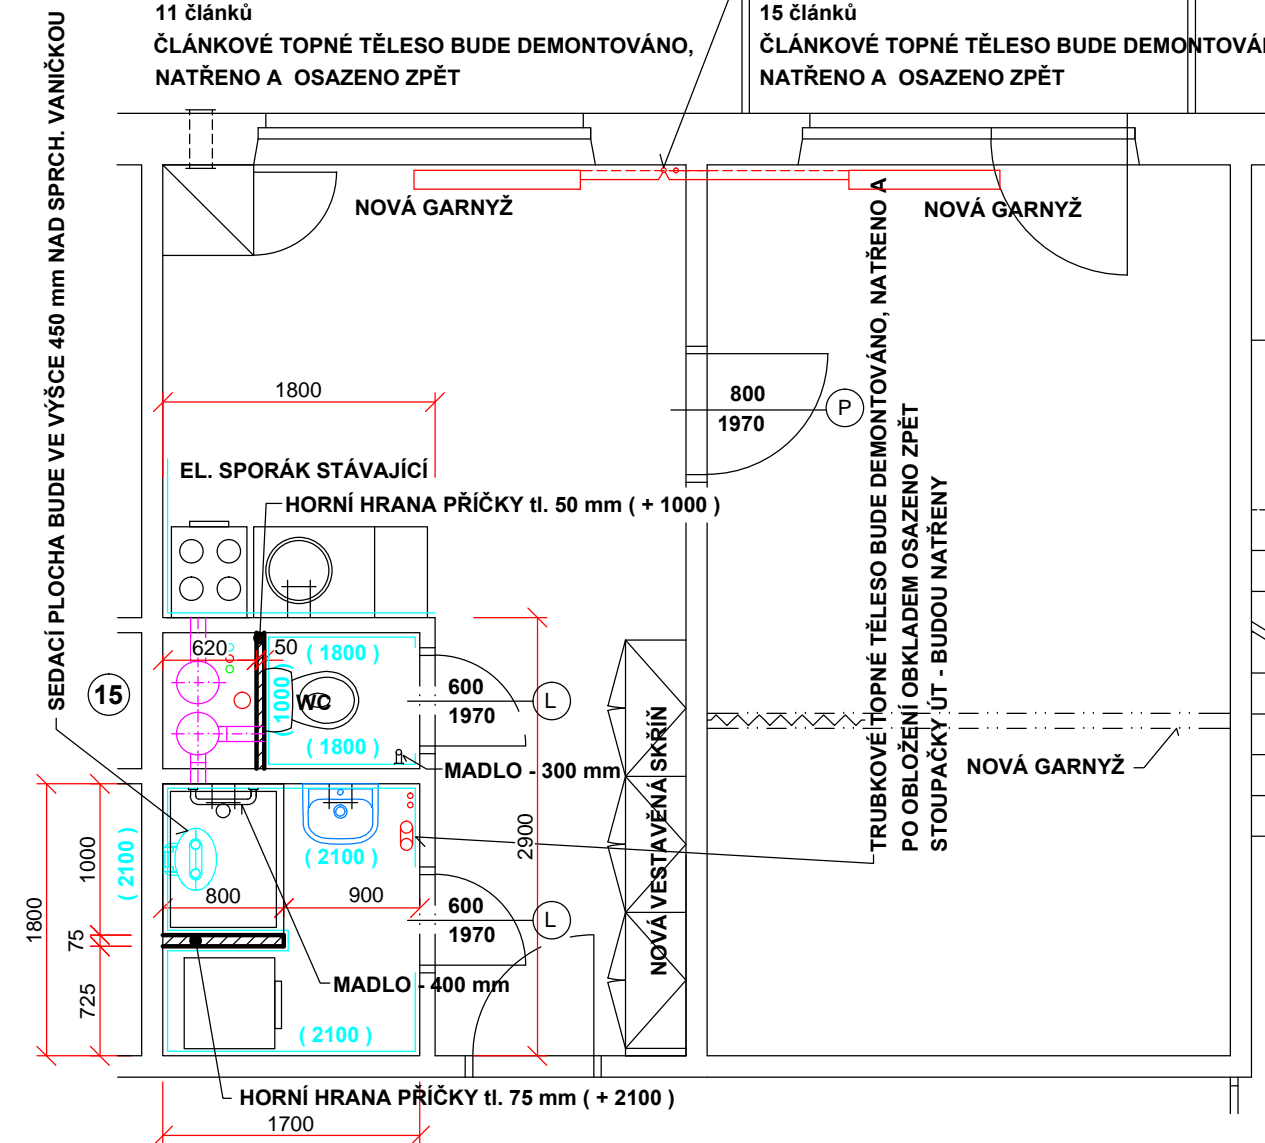 11 článků
ČLÁNKOVÉ TOPNÉ TĚLESO BUDE DEMONTOVÁNO,
NATŘENO A OSAZENO ZPĚT
15 článků
ČLÁNKOVÉ TOPNÉ TĚLESO BUDE DEMONTOVÁ
NATŘENO A OSAZENO ZPĚT
SEDACÍ PLOCHA BUDE VE VÝŠCE 450 mm NAD SPRCH. VANIČKOU
NOVÁ GARNYŽ
NOVÁ GARNYŽ
1800
800
1970
P
EL. SPORÁK STÁVAJÍCÍ
HORNÍ HRANA PŘÍČKY tl. 50 mm ( + 1000 )
TRUBKOVÉ TOPNÉ TĚLESO BUDE DEMONTOVÁNO, NATŘENO A
PO OBLOŽENÍ OBKLADEM OSAZENO ZPĚT
STOUPAČKY ÚT - BUDOU NATŘENY
620
50
( 1800 )
( 1000 )
WC
( 1800 )
15
600
1970
L
MADLO - 300 mm
NOVÁ VESTAVĚNÁ SKŘÍŇ
NOVÁ GARNYŽ
2900
1800
1000
75
725
( 2100 )
( 2100 )
800
900
600
1970
L
MADLO - 400 mm
( 2100 )
HORNÍ HRANA PŘÍČKY tl. 75 mm ( + 2100 )
1700